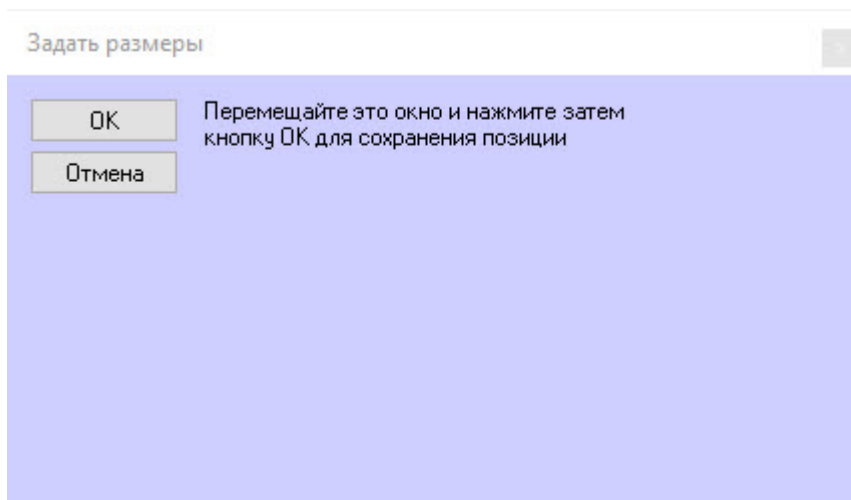 Задать размеры
OK
Перемещайте это окно и нажмите затем
кнопку OK для сохранения позиции
Отмена